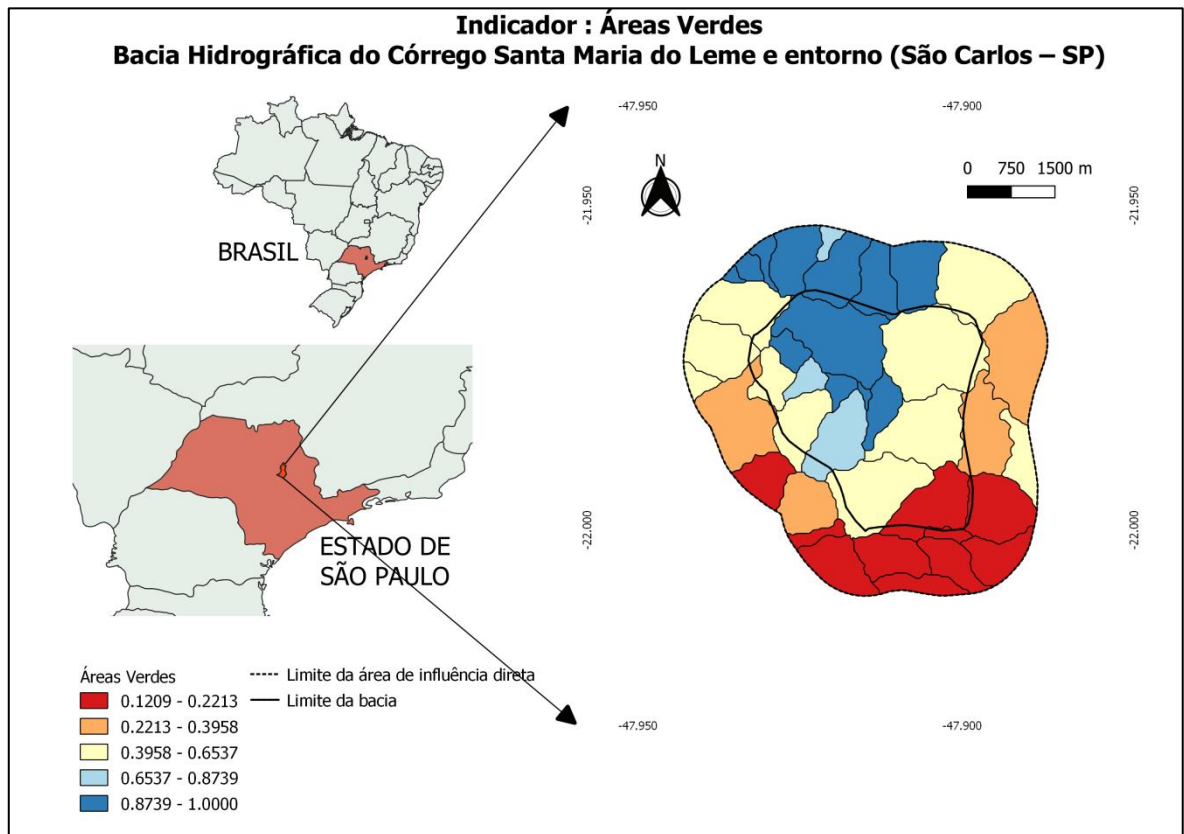 Indicador : Áreas Verdes
Bacia Hidrográfica do Córrego Santa Maria do Leme e entorno (São Carlos – SP)
-47.950
-47.900
N
0 750 1500 m
-21.950
-21.950
BRASIL
-22.000
-22.000
ESTADO DE
SÃO PAULO
Áreas Verdes
0.1209 - 0.2213
0.2213 - 0.3958
0.3958 - 0.6537
0.6537 - 0.8739
0.8739 - 1.0000
Limite da área de influência direta
Limite da bacia
-47.950
-47.900